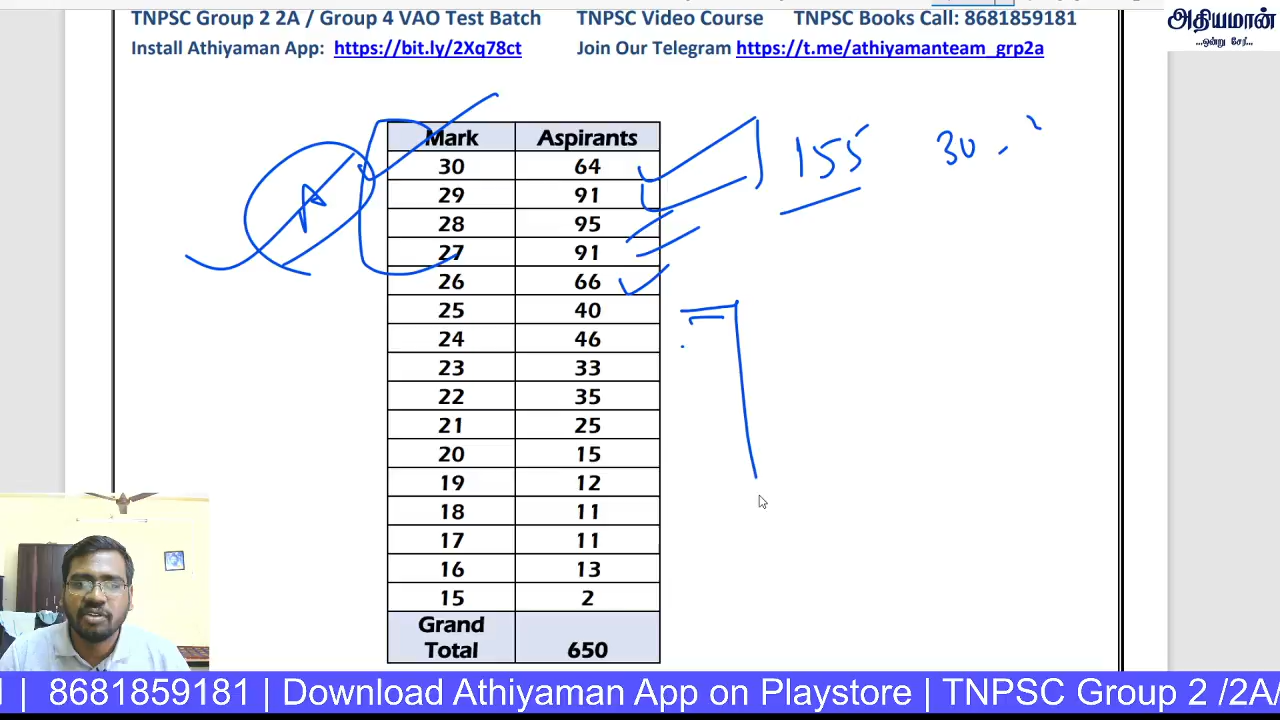 TNPSC Group 2 2A / Group 4 VAO Test Batch TNPSC Video Course TNPSC Books Call: 8681859181
அதியமான்
...ஒன்று சேர்...
Install Athiyaman App: https://bit.ly/2Xq78ct Join Our Telegram https://t.me/athiyamanteam_grp2a
Mark Aspirants
30 64
29 91
28 95
27 91
26 66
25 40
24 46
23 33
22 35
21 25
20 15
19 12
18 11
17 11
16 13
15 2
Grand Total 650
155 30
8681859181 | Download Athiyaman App on Playstore | TNPSC Group 2 /2A/